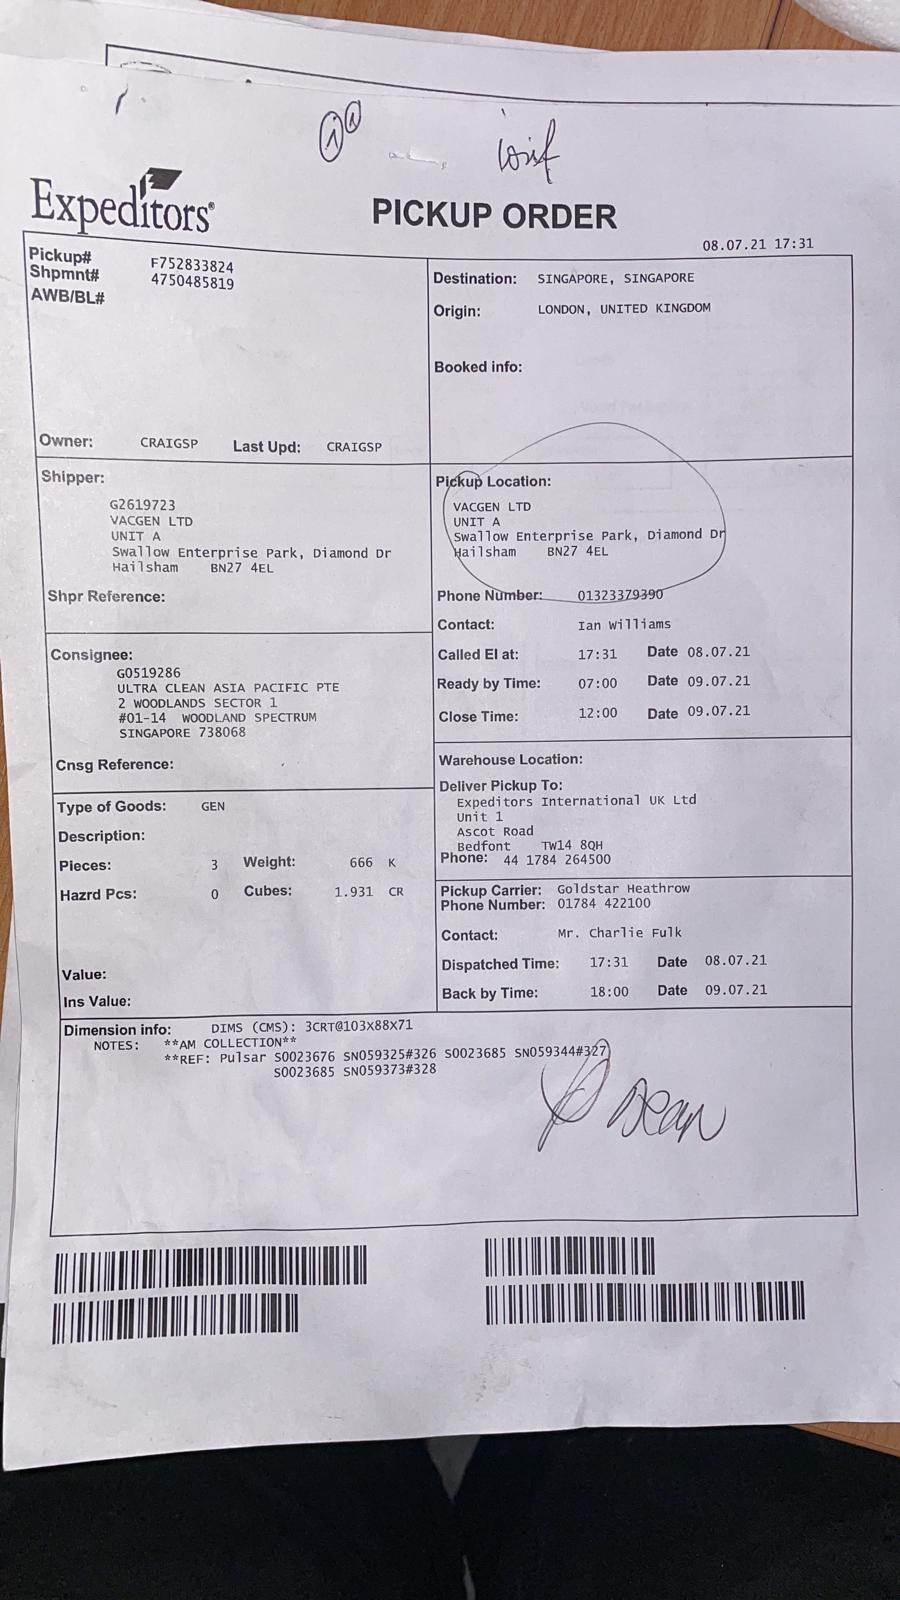 Expeditors®
PICKUP ORDER
08.07.21 17:31
Pickup# F752833824
Shpmnt# 4750485819
AWB/BL#
Owner: CRAIGSP Last Upd: CRAIGSP
Destination: SINGAPORE, SINGAPORE
Origin: LONDON, UNITED KINGDOM
Booked info:
Shipper:
G2619723
VACGEN LTD
UNIT A
Swallow Enterprise Park, Diamond Dr
Hailsham BN27 4EL
Shpr Reference:
Pickup Location:
VACGEN LTD
UNIT A
Swallow Enterprise Park, Diamond Dr
Hailsham BN27 4EL
Phone Number: 01323379390
Contact: Ian Williams
Called EI at: 17:31 Date 08.07.21
Ready by Time: 07:00 Date 09.07.21
Close Time: 12:00 Date 09.07.21
Consignee:
G0519286
ULTRA CLEAN ASIA PACIFIC PTE
2 WOODLANDS SECTOR 1
#01-14 WOODLAND SPECTRUM
SINGAPORE 738068
Cnsg Reference:
Warehouse Location:
Deliver Pickup To:
Expeditors International UK Ltd
Unit 1
Ascot Road
Bedfont TW14 8QH
Phone: 44 1784 264500
Type of Goods: GEN
Description:
Pieces: 3 Weight: 666 K
Hazrd Pcs: 0 Cubes: 1.931 CR
Value:
Ins Value:
Pickup Carrier: Goldstar Heathrow
Phone Number: 01784 422100
Contact: Mr. Charlie Fulk
Dispatched Time: 17:31 Date 08.07.21
Back by Time: 18:00 Date 09.07.21
Dimension info: DIMS (CMS): 3CRT@103X88X71
NOTES: **AM COLLECTION**
**REF: Pulsar S0023676 SN059325#326 S0023685 SN059344#327
S0023685 SN059373#328
Dean